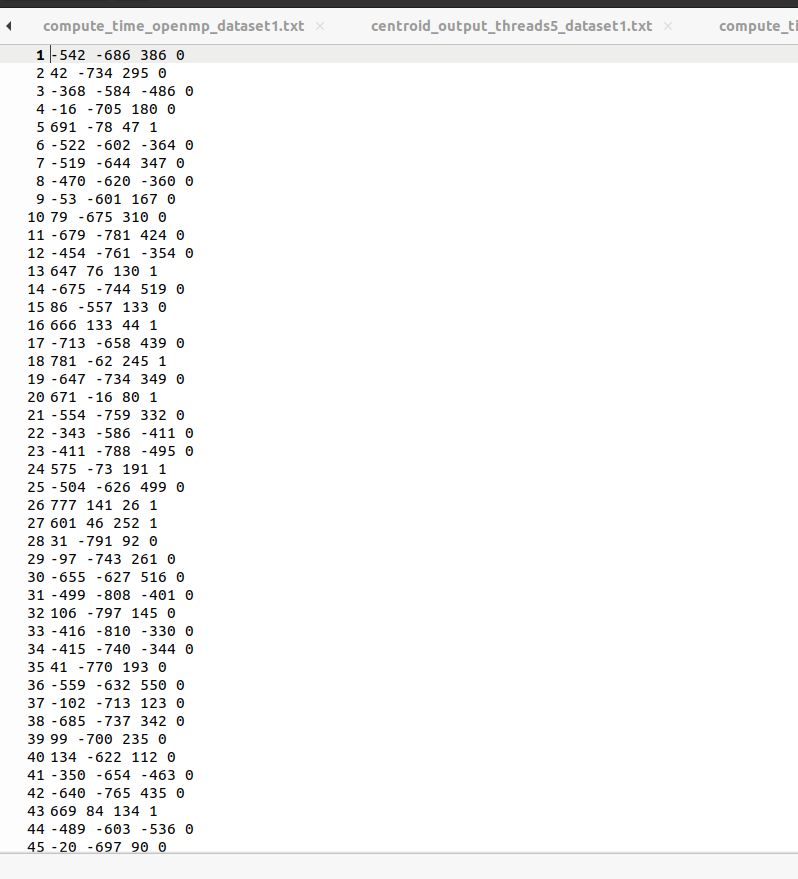 compute_time_openmp_dataset1.txt × centroid_output_threads5_dataset1.txt × compute_ti
1 -542 -686 386 0
2 42 -734 295 0
3 -368 -584 -486 0
4 -16 -705 180 0
5 691 -78 47 1
6 -522 -602 -364 0
7 -519 -644 347 0
8 -470 -620 -360 0
9 -53 -601 167 0
10 79 -675 310 0
11 -679 -781 424 0
12 -454 -761 -354 0
13 647 76 130 1
14 -675 -744 519 0
15 86 -557 133 0
16 666 133 44 1
17 -713 -658 439 0
18 781 -62 245 1
19 -647 -734 349 0
20 671 -16 80 1
21 -554 -759 332 0
22 -343 -586 -411 0
23 -411 -788 -495 0
24 575 -73 191 1
25 -504 -626 499 0
26 777 141 26 1
27 601 46 252 1
28 31 -791 92 0
29 -97 -743 261 0
30 -655 -627 516 0
31 -499 -808 -401 0
32 106 -797 145 0
33 -416 -810 -330 0
34 -415 -740 -344 0
35 41 -770 193 0
36 -559 -632 550 0
37 -102 -713 123 0
38 -685 -737 342 0
39 99 -700 235 0
40 134 -622 112 0
41 -350 -654 -463 0
42 -640 -765 435 0
43 669 84 134 1
44 -489 -603 -536 0
45 -20 -697 90 0